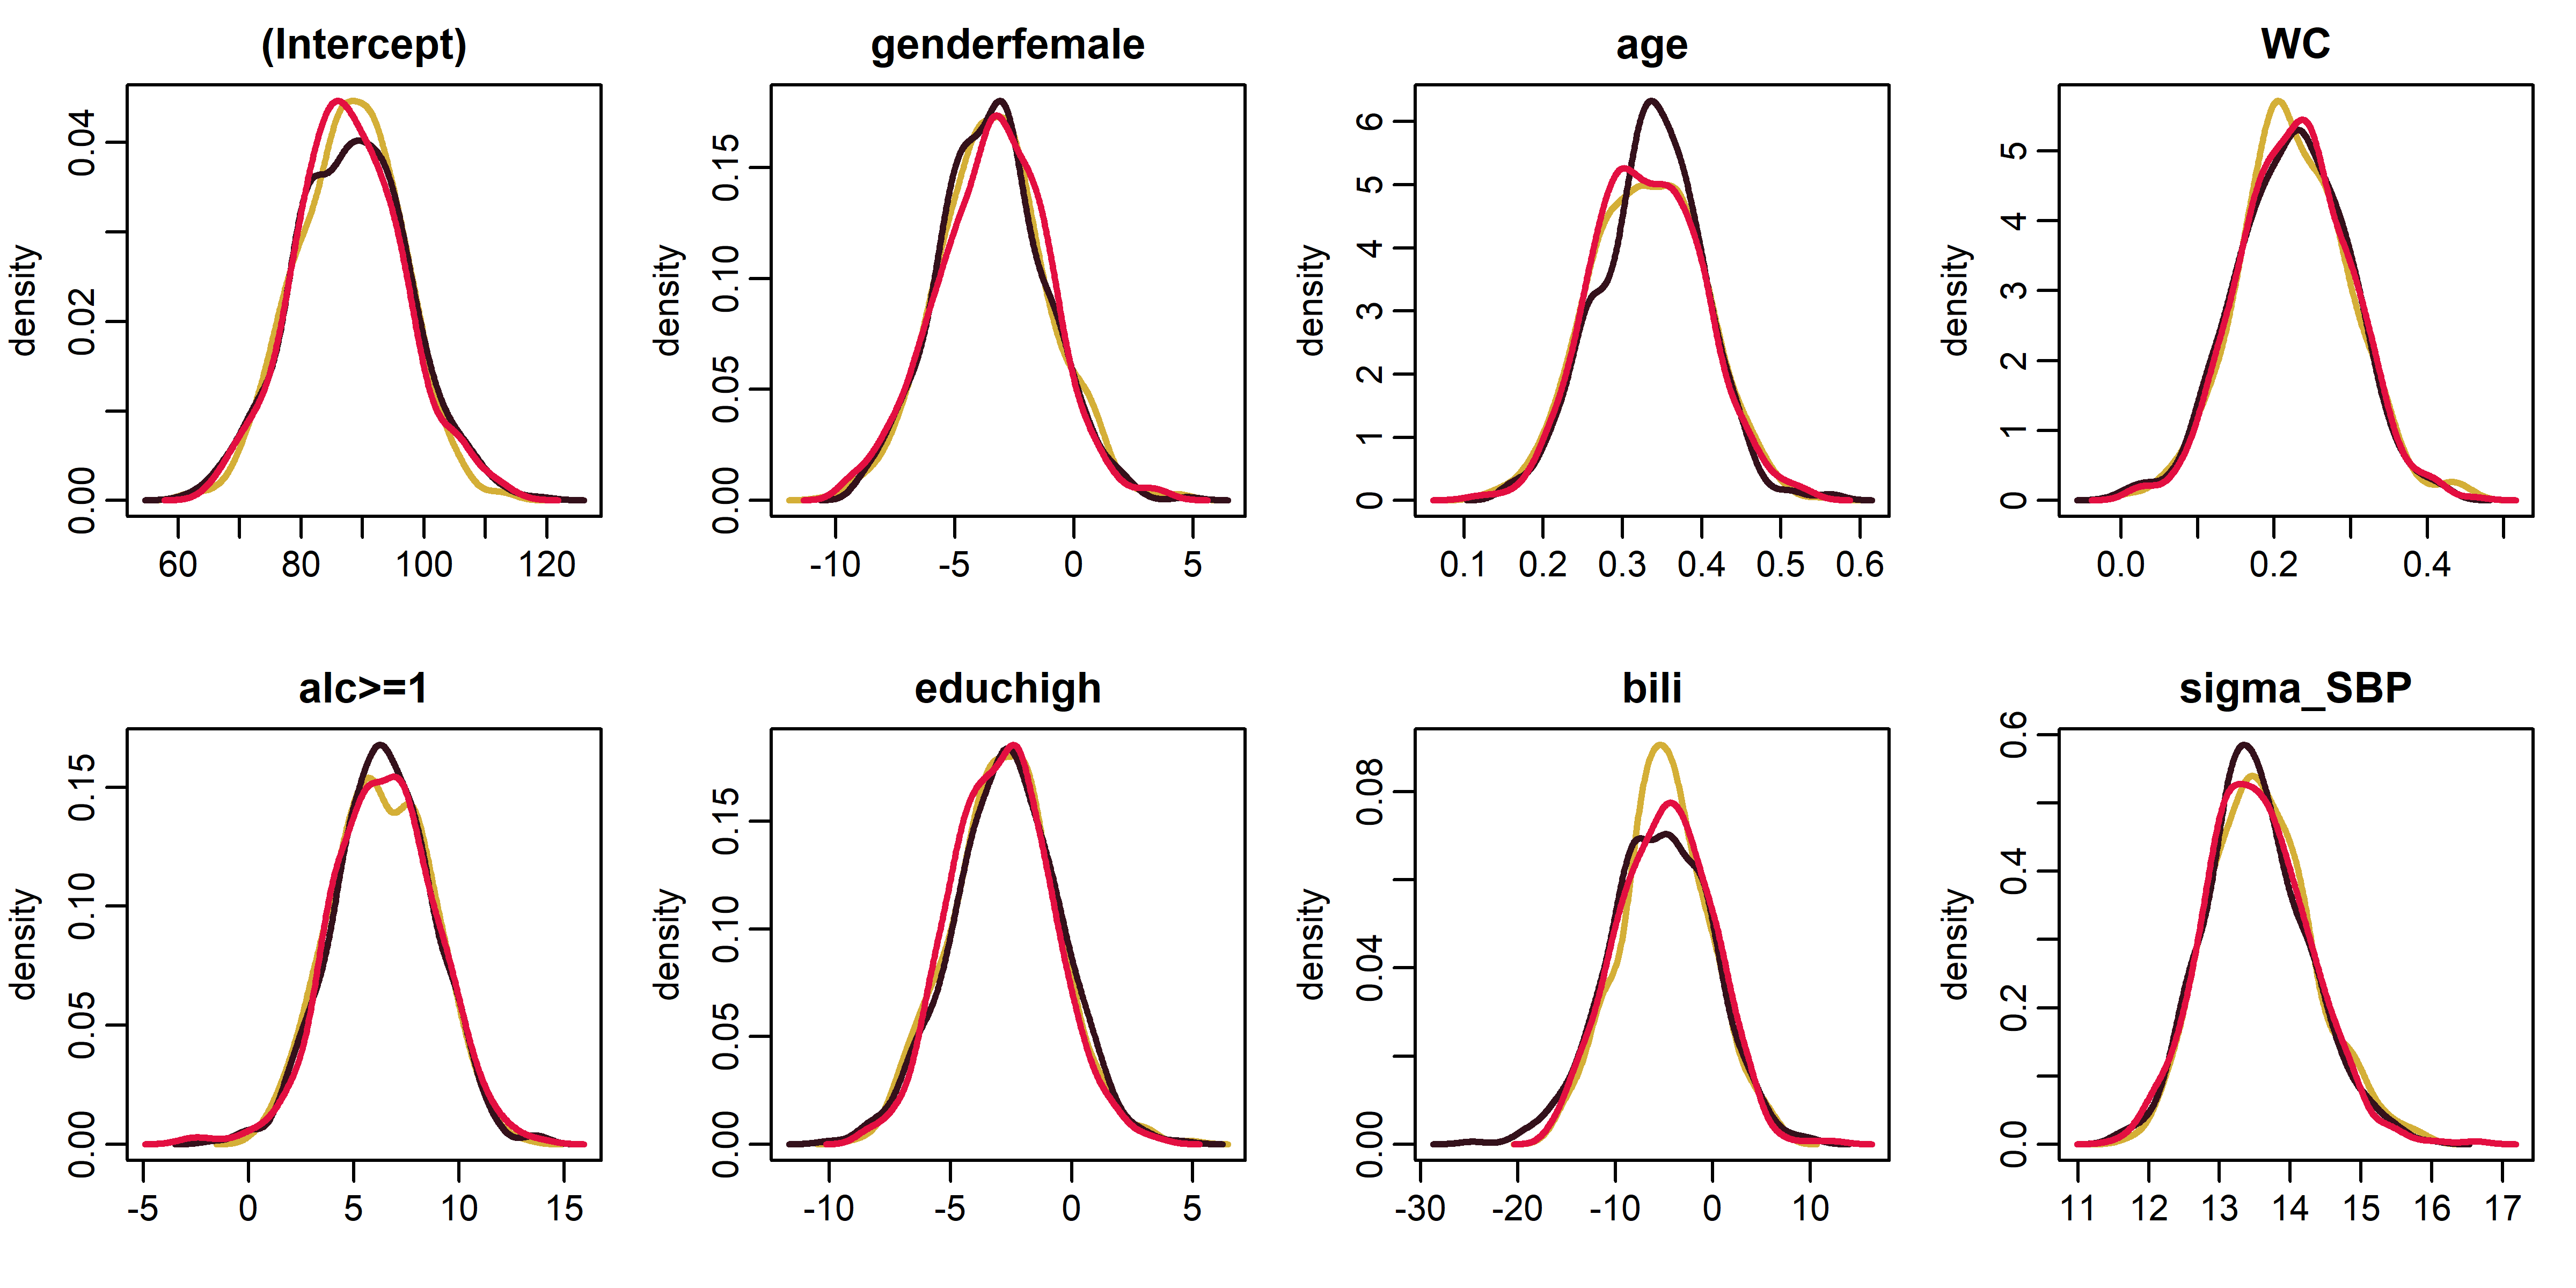 (Intercept)
density
0.00 0.02 0.04
60 80 100 120
genderfemale
density
0.00 0.05 0.10 0.15
-10 -5 0 5
age
density
0 1 2 3 4 5 6
0.1 0.2 0.3 0.4 0.5 0.6
WC
density
0 1 2 3 4 5
0.0 0.2 0.4
alc>=1
density
0.00 0.05 0.10 0.15
-5 0 5 10 15
educhigh
density
0.00 0.05 0.10 0.15
-10 -5 0 5
bili
density
0.00 0.04 0.08
-30 -20 -10 0 10
sigma_SBP
density
0.0 0.2 0.4 0.6
11 12 13 14 15 16 17